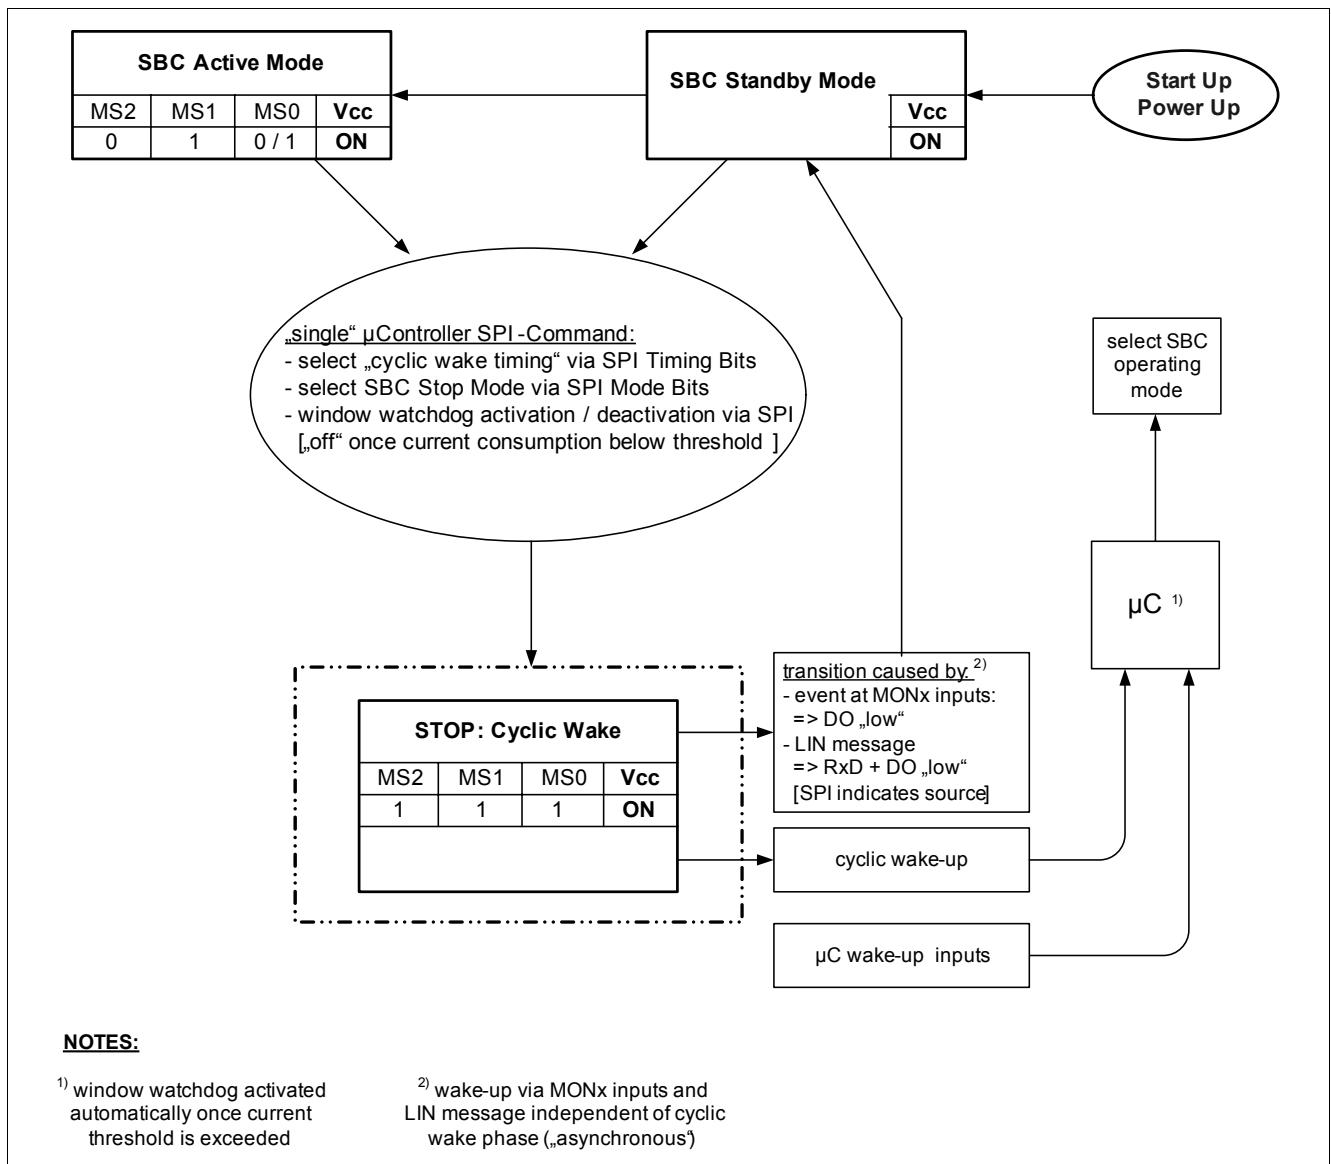 SBC Active Mode
MS2 MS1 MS0 Vcc
0 1 0 / 1 ON
SBC Standby Mode
Vcc
ON
Start Up
Power Up
„single“ µController SPI-Command:
- select „cyclic wake timing“ via SPI Timing Bits
- select SBC Stop Mode via SPI Mode Bits
- window watchdog activation / deactivation via SPI
[„off“ once current consumption below threshold ]
select SBC
operating
mode
µC 1)
STOP: Cyclic Wake
MS2 MS1 MS0 Vcc
1 1 1 ON
transition caused by: 2)
- event at MONx inputs:
=> DO „low“
- LIN message
=> RxD + DO „low“
[SPI indicates source]
cyclic wake-up
µC wake-up inputs
NOTES:
1) window watchdog activated
automatically once current
threshold is exceeded
2) wake-up via MONx inputs and
LIN message independent of cyclic
wake phase („asynchronous“)